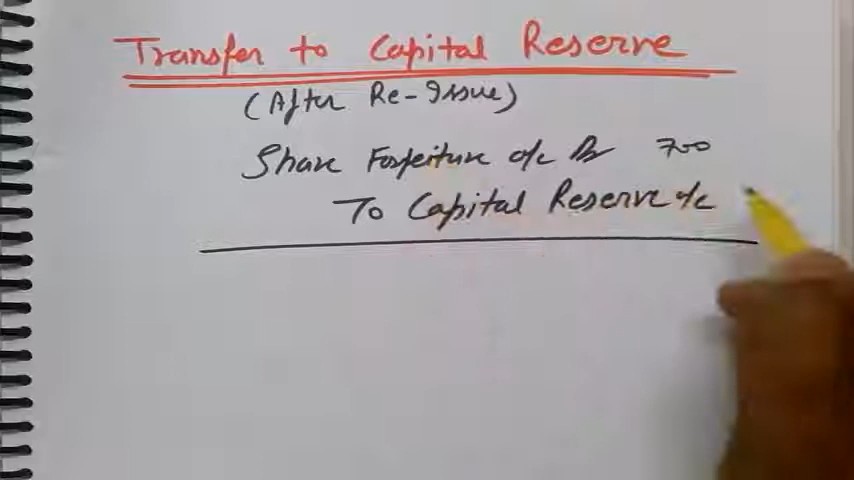 Transfer to Capital Reserve
(After Re-Issue)
Share Forfeiture a/c Dr 700
To Capital Reserve a/c